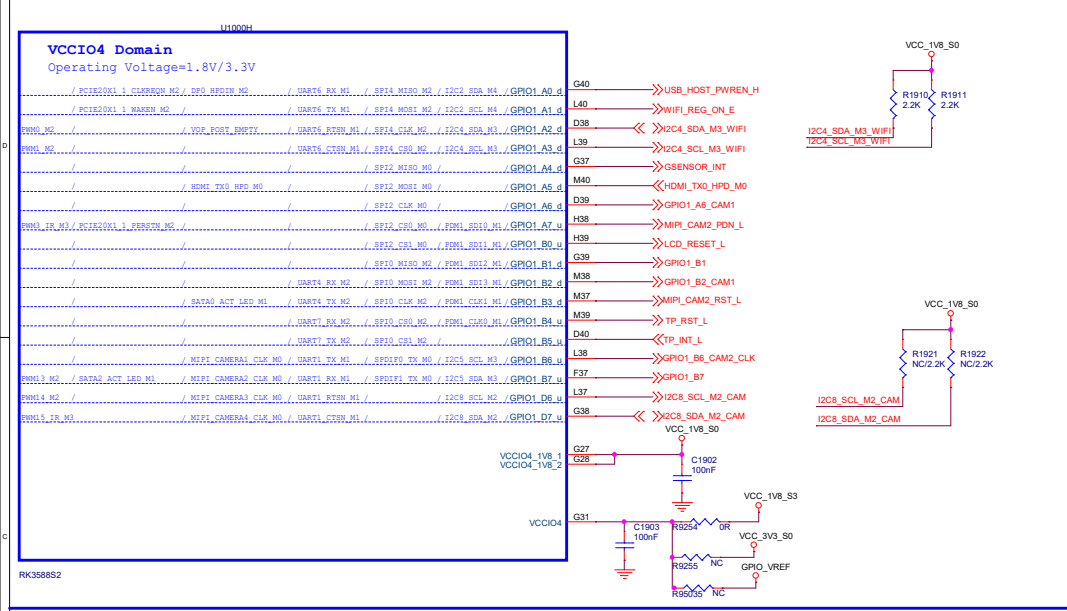 U1000H
VCCIO4 Domain
Operating Voltage=1.8V/3.3V
/ PCIE20X1_1_CLKREQN_M2 / DP0_HPDIN_M2 / UART6_RX_M1 / SPI4_MISO_M2 / I2C2_SDA_M4 / GPIO1_A0_d G40 USB_HOST_PWREN_H
/ PCIE20X1_1_WAKEN_M2 / / UART6_TX_M1 / SPI4_MOSI_M2 / I2C2_SCL_M4 / GPIO1_A1_d L40 WIFI_REG_ON_E
PWM0_M2 / / VOP_POST_EMPTY / UART6_RTSN_M1 / SPI4_CLK_M2 / I2C4_SDA_M3 / GPIO1_A2_d D38 I2C4_SDA_M3_WIFI
PWM1_M2 / / / UART6_CTSN_M1 / SPI4_CS0_M2 / I2C4_SCL_M3 / GPIO1_A3_d L39 I2C4_SCL_M3_WIFI
/ / / / SPI2_MISO_M0 / / GPIO1_A4_d G37 GSENSOR_INT
/ / HDMI_TX0_HPD_M0 / / SPI2_MOSI_M0 / / GPIO1_A5_d M40 HDMI_TX0_HPD_M0
/ / / / SPI2_CLK_M0 / / GPIO1_A6_d D39 GPIO1_A6_CAM1
PWM3_IR_M3 / PCIE20X1_1_PERSTN_M2 / / / SPI2_CS0_M0 / PDM1_SDI0_M1 / GPIO1_A7_u H38 MIPI_CAM2_PDN_L
/ / / / SPI2_CS1_M0 / PDM1_SDI1_M1 / GPIO1_B0_u H39 LCD_RESET_L
/ / / / SPI0_MISO_M2 / PDM1_SDI2_M1 / GPIO1_B1_d G39 GPIO1_B1
/ / / UART4_RX_M2 / SPI0_MOSI_M2 / PDM1_SDI3_M1 / GPIO1_B2_d M38 GPIO1_B2_CAM1
/ / SATA0_ACT_LED_M1 / UART4_TX_M2 / SPI0_CLK_M2 / PDM1_CLK1_M1 / GPIO1_B3_d M37 MIPI_CAM2_RST_L
/ / / UART7_RX_M2 / SPI0_CS0_M2 / PDM1_CLK0_M1 / GPIO1_B4_u M39 TP_RST_L
/ / / UART7_TX_M2 / SPI0_CS1_M2 / / GPIO1_B5_u D40 TP_INT_L
/ / MIPI_CAMERA1_CLK_M0 / UART1_TX_M1 / SPDIF0_TX_M0 / I2C5_SCL_M3 / GPIO1_B6_u L38 GPIO1_B6_CAM2_CLK
PWM13_M2 / SATA2_ACT_LED_M1 / MIPI_CAMERA2_CLK_M0 / UART1_RX_M1 / SPDIF1_TX_M0 / I2C5_SDA_M3 / GPIO1_B7_u F37 GPIO1_B7
PWM14_M2 / / MIPI_CAMERA3_CLK_M0 / UART1_RTSN_M1 / / I2C8_SCL_M2 / GPIO1_D6_u L37 I2C8_SCL_M2_CAM
PWM15_IR_M3 / / MIPI_CAMERA4_CLK_M0 / UART1_CTSN_M1 / / I2C8_SDA_M2 / GPIO1_D7_u G38 I2C8_SDA_M2_CAM
VCCIO4_1V8_1 G27
VCCIO4_1V8_2 G28
VCC_1V8_S0
C1902
100nF
VCCIO4 G31
C1903
100nF
R9254 0R VCC_1V8_S3
R9255 NC VCC_3V3_S0
R95035 NC GPIO_VREF
RK3588S2
VCC_1V8_S0
R1910 R1911
2.2K 2.2K
I2C4_SDA_M3_WIFI
I2C4_SCL_M3_WIFI
VCC_1V8_S0
R1921 R1922
NC/2.2K NC/2.2K
I2C8_SCL_M2_CAM
I2C8_SDA_M2_CAM
D
C